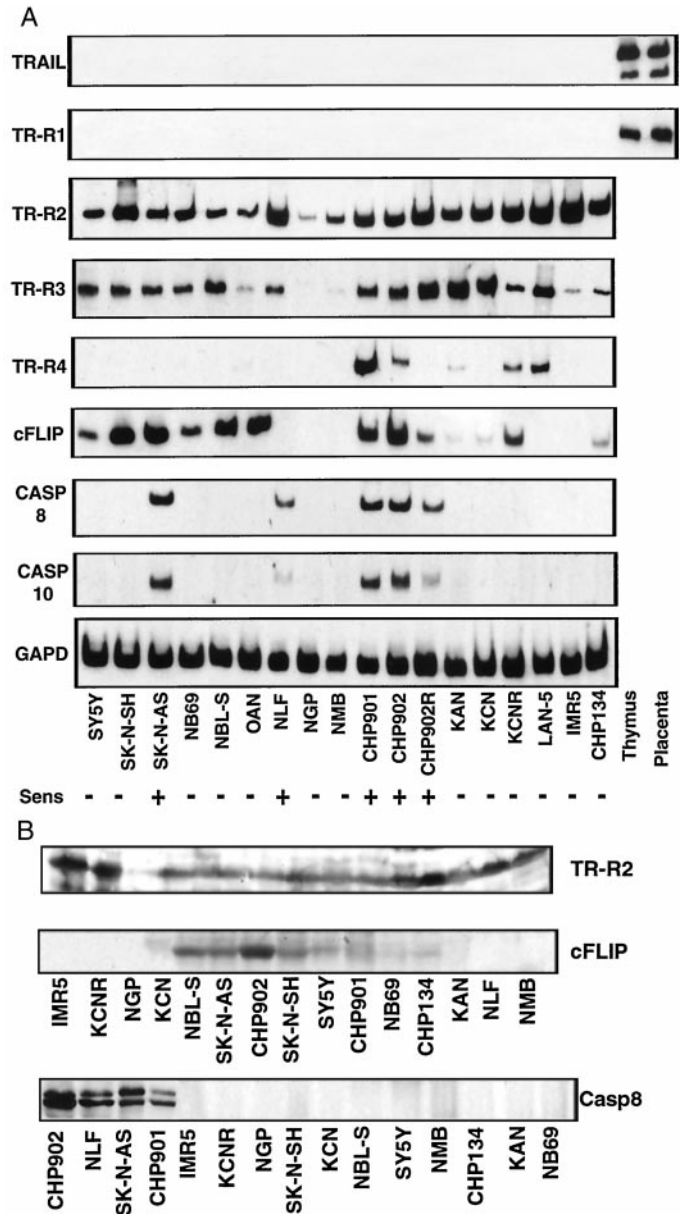 A
TRAIL
TR-R1
TR-R2
TR-R3
TR-R4
cFLIP
CASP
8
CASP
10
GAPD
SY5Y SK-N-SH SK-N-AS NB69 NBL-S OAN NLF NGP NMB CHP901 CHP902 CHP902R KAN KCN KCNR LAN-5 IMR5 CHP134 Thymus Placenta
Sens - - + - - - + - - + + + - - - - - -
B
TR-R2
cFLIP
IMR5 KCNR NGP KCN NBL-S SK-N-AS CHP902 SK-N-SH SY5Y CHP901 NB69 CHP134 KAN NLF NMB
Casp8
CHP902 NLF SK-N-AS CHP901 IMR5 KCNR NGP SK-N-SH KCN NBL-S SY5Y NMB CHP134 KAN NB69